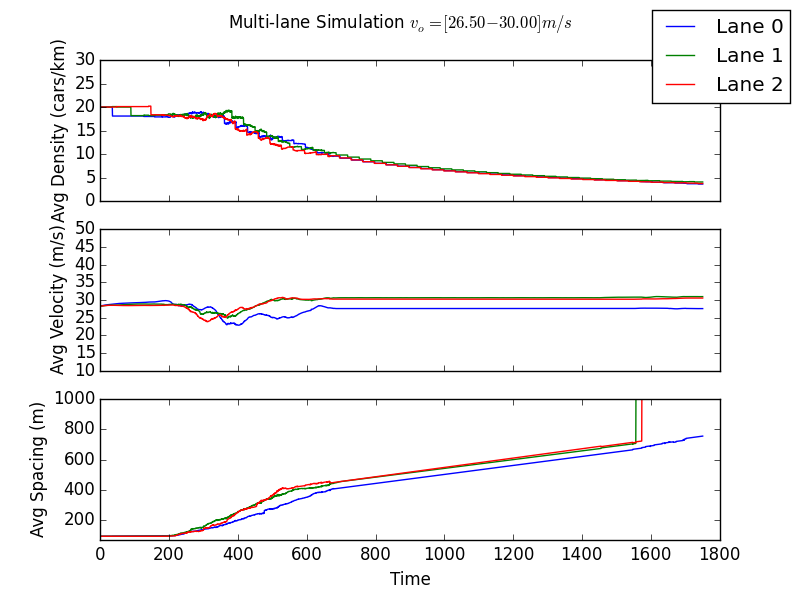 Multi-lane Simulation v_o =[26.50−30.00]m/s
Lane 0
Lane 1
Lane 2
Avg Density (cars/km)
30
25
20
15
10
5
0
Avg Velocity (m/s)
50
45
40
35
30
25
20
15
10
Avg Spacing (m)
1000
800
600
400
200
0 200 400 600 800 1000 1200 1400 1600 1800
Time